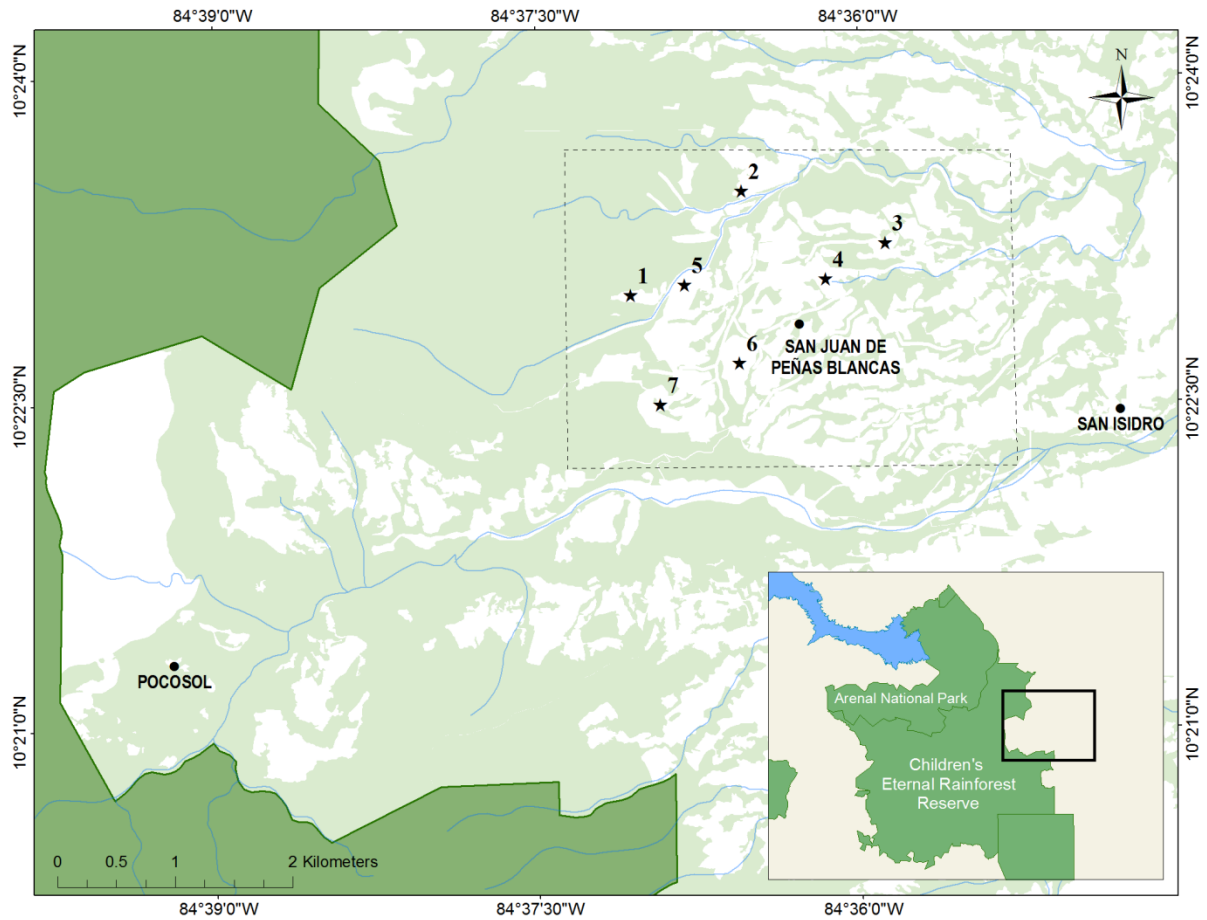 84°39'0"W 84°37'30"W 84°36'0"W
10°24'0"N 10°24'0"N
N
2
3
4
5
1
SAN JUAN DE
PEÑAS BLANCAS
6
7
10°22'30"N 10°22'30"N
SAN ISIDRO
POCOSOL
10°21'0"N 10°21'0"N
Arenal National Park
Children's
Eternal Rainforest
Reserve
0 0.5 1 2 Kilometers
84°39'0"W 84°37'30"W 84°36'0"W